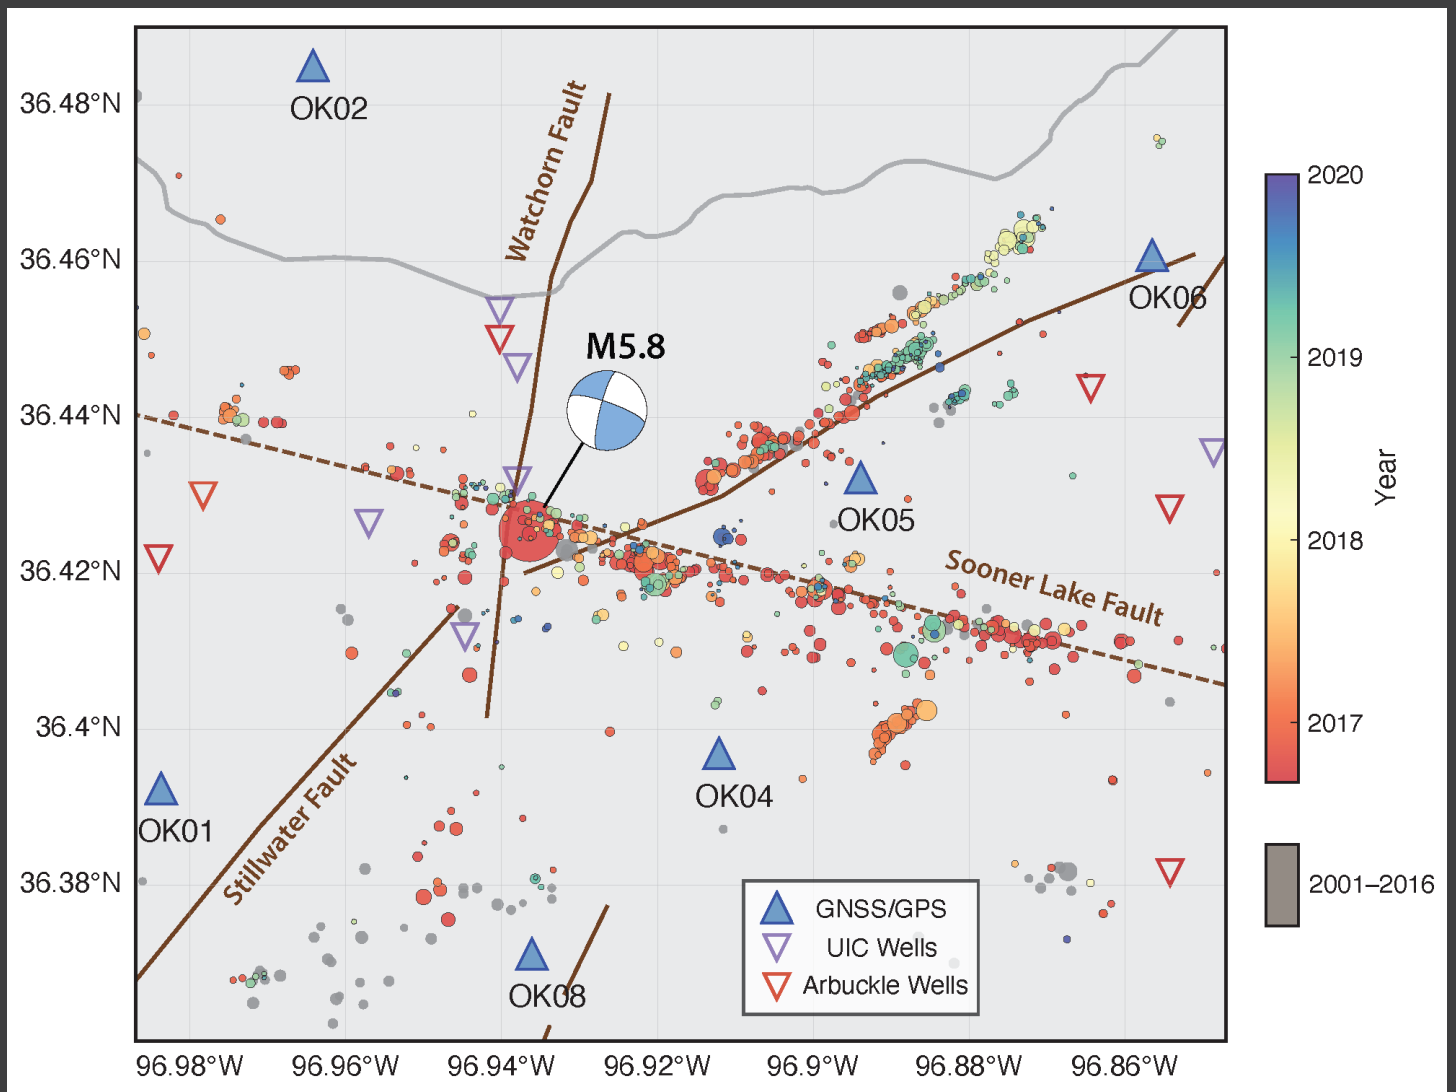 36.48°N
36.46°N
36.44°N
36.42°N
36.4°N
36.38°N
96.98°W
96.96°W
96.94°W
96.92°W
96.9°W
96.88°W
96.86°W
OK02
Watchorn Fault
OK06
M5.8
OK05
Sooner Lake Fault
OK04
OK01
Stillwater Fault
OK08
GNSS/GPS
UIC Wells
Arbuckle Wells
2020
2019
2018
2017
Year
2001–2016